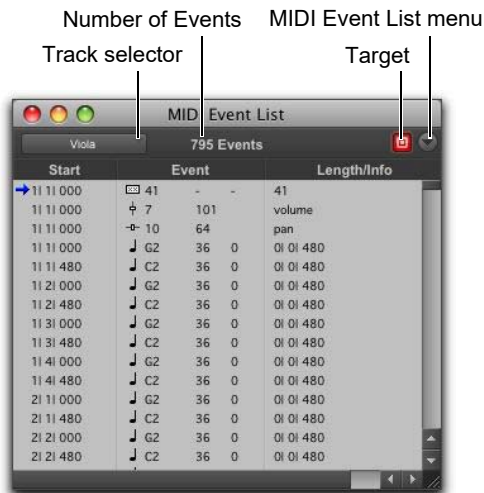 Number of Events MIDI Event List menu
Track selector Target
MIDI Event List
Viola 795 Events
Start Event Length/Info
1| 1| 000 41 - - 41
1| 1| 000 7 101 volume
1| 1| 000 10 64 pan
1| 1| 000 G2 36 0 0| 0| 480
1| 1| 480 C2 36 0 0| 0| 480
1| 2| 000 G2 36 0 0| 0| 480
1| 2| 480 C2 36 0 0| 0| 480
1| 3| 000 G2 36 0 0| 0| 480
1| 3| 480 C2 36 0 0| 0| 480
1| 4| 000 G2 36 0 0| 0| 480
1| 4| 480 C2 36 0 0| 0| 480
2| 1| 000 G2 36 0 0| 0| 480
2| 1| 480 C2 36 0 0| 0| 480
2| 2| 000 G2 36 0 0| 0| 480
2| 2| 480 C2 36 0 0| 0| 480